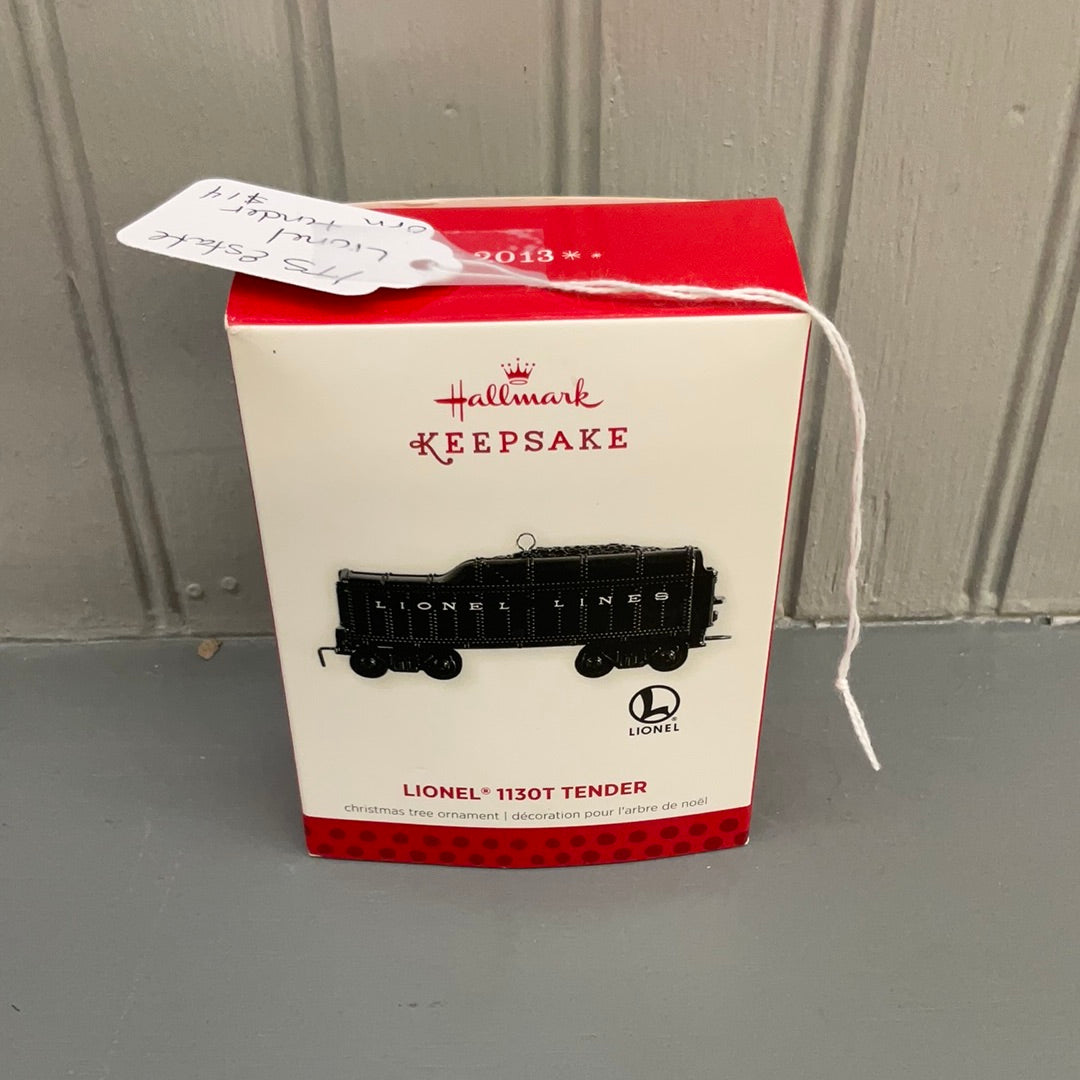 JTS Estate
Lionel
Orn tender
$14
2013
Hallmark
KEEPSAKE
LIONEL LINES
L
LIONEL
LIONEL® 1130T TENDER
christmas tree ornament | décoration pour l'arbre de noël